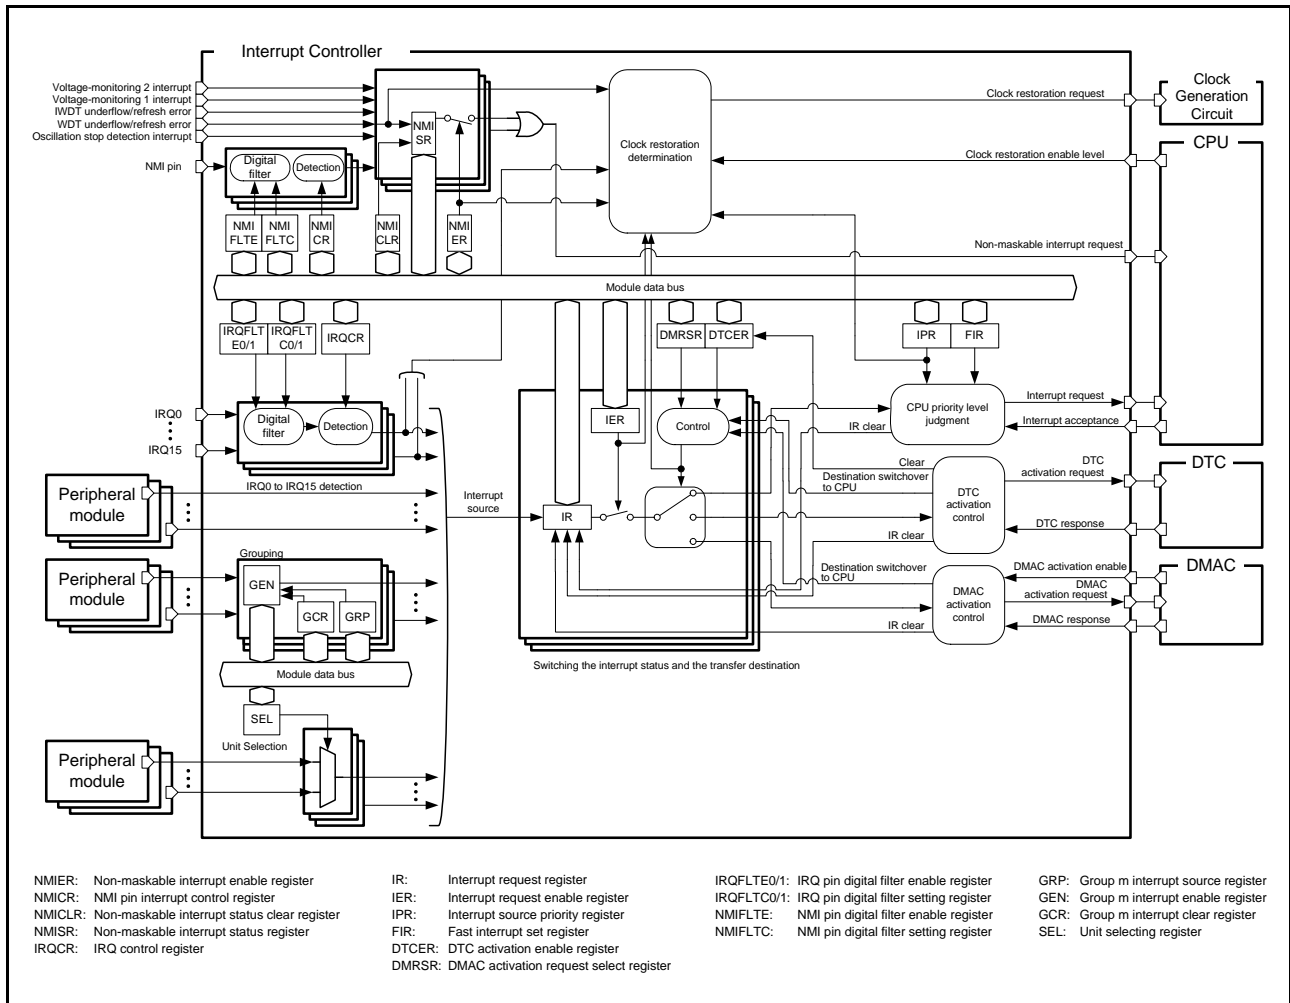 Interrupt Controller
Voltage-monitoring 2 interrupt
Voltage-monitoring 1 interrupt
IWDT underflow/refresh error
WDT underflow/refresh error
Oscillation stop detection interrupt
NMI pin
Digital
filter
Detection
NMI
SR
NMI
FLTE
NMI
FLTC
NMI
CR
NMI
CLR
NMI
ER
Clock restoration
determination
Clock restoration request
Clock restoration enable level
Non-maskable interrupt request
Clock
Generation
Circuit
CPU
Module data bus
IRQFLT
E0/1
IRQFLT
C0/1
IRQCR
DMRSR
DTCER
IPR
FIR
IRQ0
IRQ15
Digital
filter
Detection
IER
Control
CPU priority level
judgment
Interrupt request
Interrupt acceptance
IR clear
Peripheral
module
IRQ0 to IRQ15 detection
Interrupt
source
IR
Clear
Destination switchover
to CPU
DTC
activation
control
DTC
activation request
DTC response
DTC
IR clear
Peripheral
module
Grouping
GEN
GCR
GRP
Destination switchover
to CPU
DMAC
activation
control
DMAC activation enable
DMAC
activation request
DMAC response
DMAC
IR clear
Switching the interrupt status and the transfer destination
Module data bus
SEL
Unit Selection
Peripheral
module
NMIER: Non-maskable interrupt enable register
NMICR: NMI pin interrupt control register
NMICLR: Non-maskable interrupt status clear register
NMISR: Non-maskable interrupt status register
IRQCR: IRQ control register
IR: Interrupt request register
IER: Interrupt request enable register
IPR: Interrupt source priority register
FIR: Fast interrupt set register
DTCER: DTC activation enable register
DMRSR: DMAC activation request select register
IRQFLTE0/1: IRQ pin digital filter enable register
IRQFLTC0/1: IRQ pin digital filter setting register
NMIFLTE: NMI pin digital filter enable register
NMIFLTC: NMI pin digital filter setting register
GRP: Group m interrupt source register
GEN: Group m interrupt enable register
GCR: Group m interrupt clear register
SEL: Unit selecting register